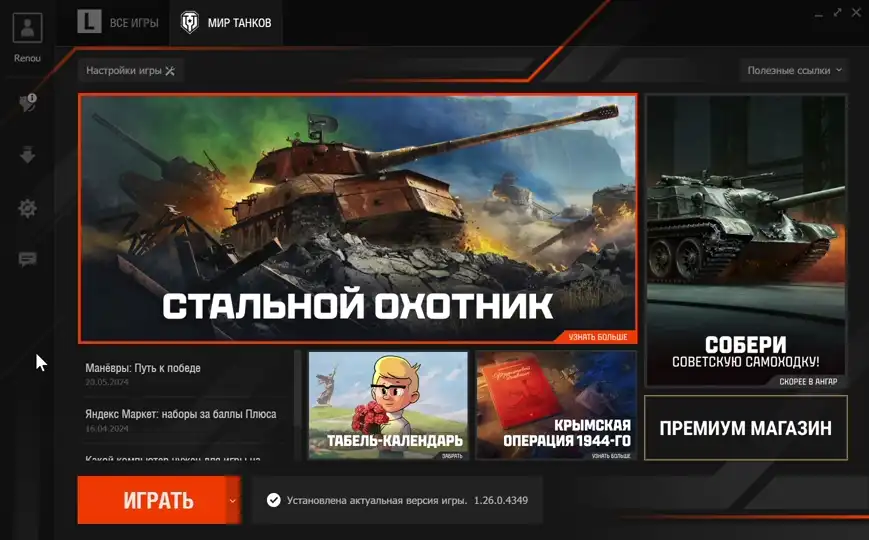 L ВСЕ ИГРЫ
МИР ТАНКОВ
Renou
Настройки игры
Полезные ссылки
СТАЛЬНОЙ ОХОТНИК
УЗНАТЬ БОЛЬШЕ
СОБЕРИ
СОВЕТСКУЮ САМОХОДКУ!
СКОРЕЕ В АНГАР
Манёвры: Путь к победе
20.05.2024
Яндекс Маркет: наборы за баллы Плюса
16.04.2024
Какой компьютер нужен для игры на
ТАБЕЛЬ-КАЛЕНДАРЬ
ЗАБРАТЬ
КРЫМСКАЯ
ОПЕРАЦИЯ 1944-ГО
УЗНАТЬ БОЛЬШЕ
ПРЕМИУМ МАГАЗИН
ИГРАТЬ
Установлена актуальная версия игры. 1.26.0.4349